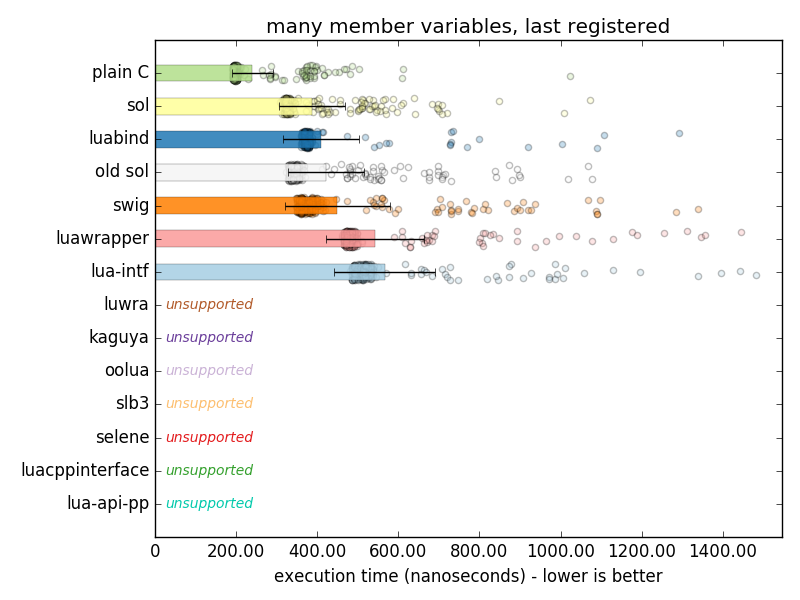 many member variables, last registered
plain C
sol
luabind
old sol
swig
luawrapper
lua-intf
luwra unsupported
kaguya unsupported
oolua unsupported
slb3 unsupported
selene unsupported
luacppinterface unsupported
lua-api-pp unsupported
0 200.00 400.00 600.00 800.00 1000.00 1200.00 1400.00
execution time (nanoseconds) - lower is better